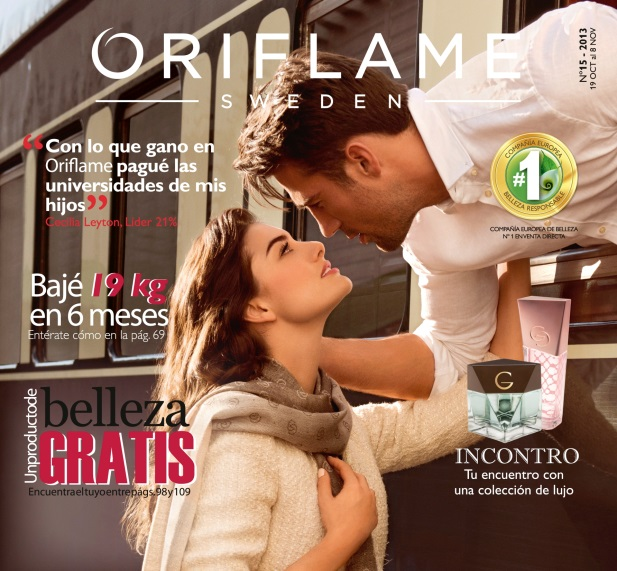 ORIFLAME
SWEDEN
Nº15 - 2013
19 OCT al 8 NOV
“Con lo que gano en
Oriflame pagué las
universidades de mis
hijos”
Cecilia Leyton, Líder 21%
COMPAÑÍA EUROPEA
#1
BELLEZA RESPONSABLE
COMPAÑÍA EUROPEA DE BELLEZA
Nº 1 EN VENTA DIRECTA
Bajé 19 kg
en 6 meses
Entérate cómo en la pág. 69
Unproductode
belleza
GRATIS
Encuentraeltuyoentrepágs.98y109
G
INCONTRO
Tu encuentro con
una colección de lujo